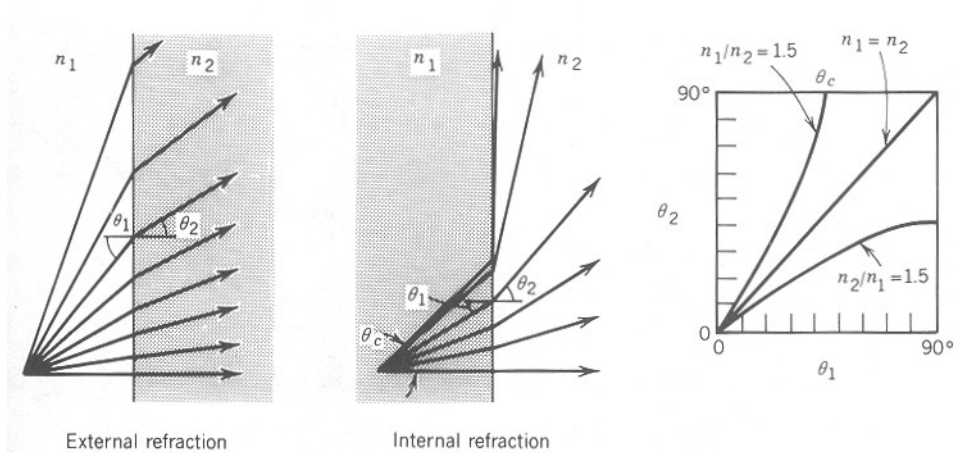 n₁
n₂
θ₁
θ₂
External refraction
n₁
n₂
θ₁
θ₂
θc
Internal refraction
n₁/n₂ = 1.5
n₁ = n₂
θc
90°
θ₂
n₂/n₁ = 1.5
0
0
90°
θ₁